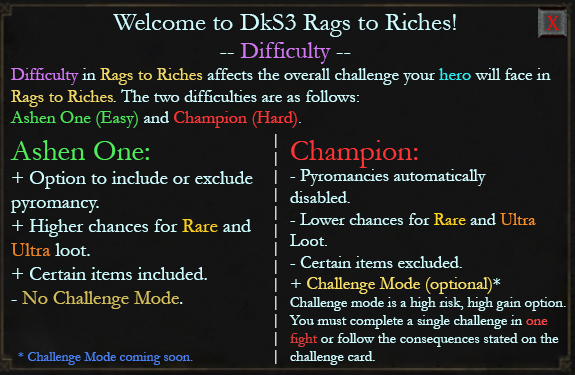 Welcome to DkS3 Rags to Riches!
X
-- Difficulty --
Difficulty in Rags to Riches affects the overall challenge your hero will face in
Rags to Riches. The two difficulties are as follows:
Ashen One (Easy) and Champion (Hard).
Ashen One:
+ Option to include or exclude
pyromancy.
+ Higher chances for Rare and
Ultra loot.
+ Certain items included.
- No Challenge Mode.
* Challenge Mode coming soon.
Champion:
- Pyromancies automatically
disabled.
- Lower chances for Rare and Ultra
Loot.
- Certain items excluded.
+ Challenge Mode (optional)*
Challenge mode is a high risk, high gain option.
You must complete a single challenge in one
fight or follow the consequences stated on the
challenge card.